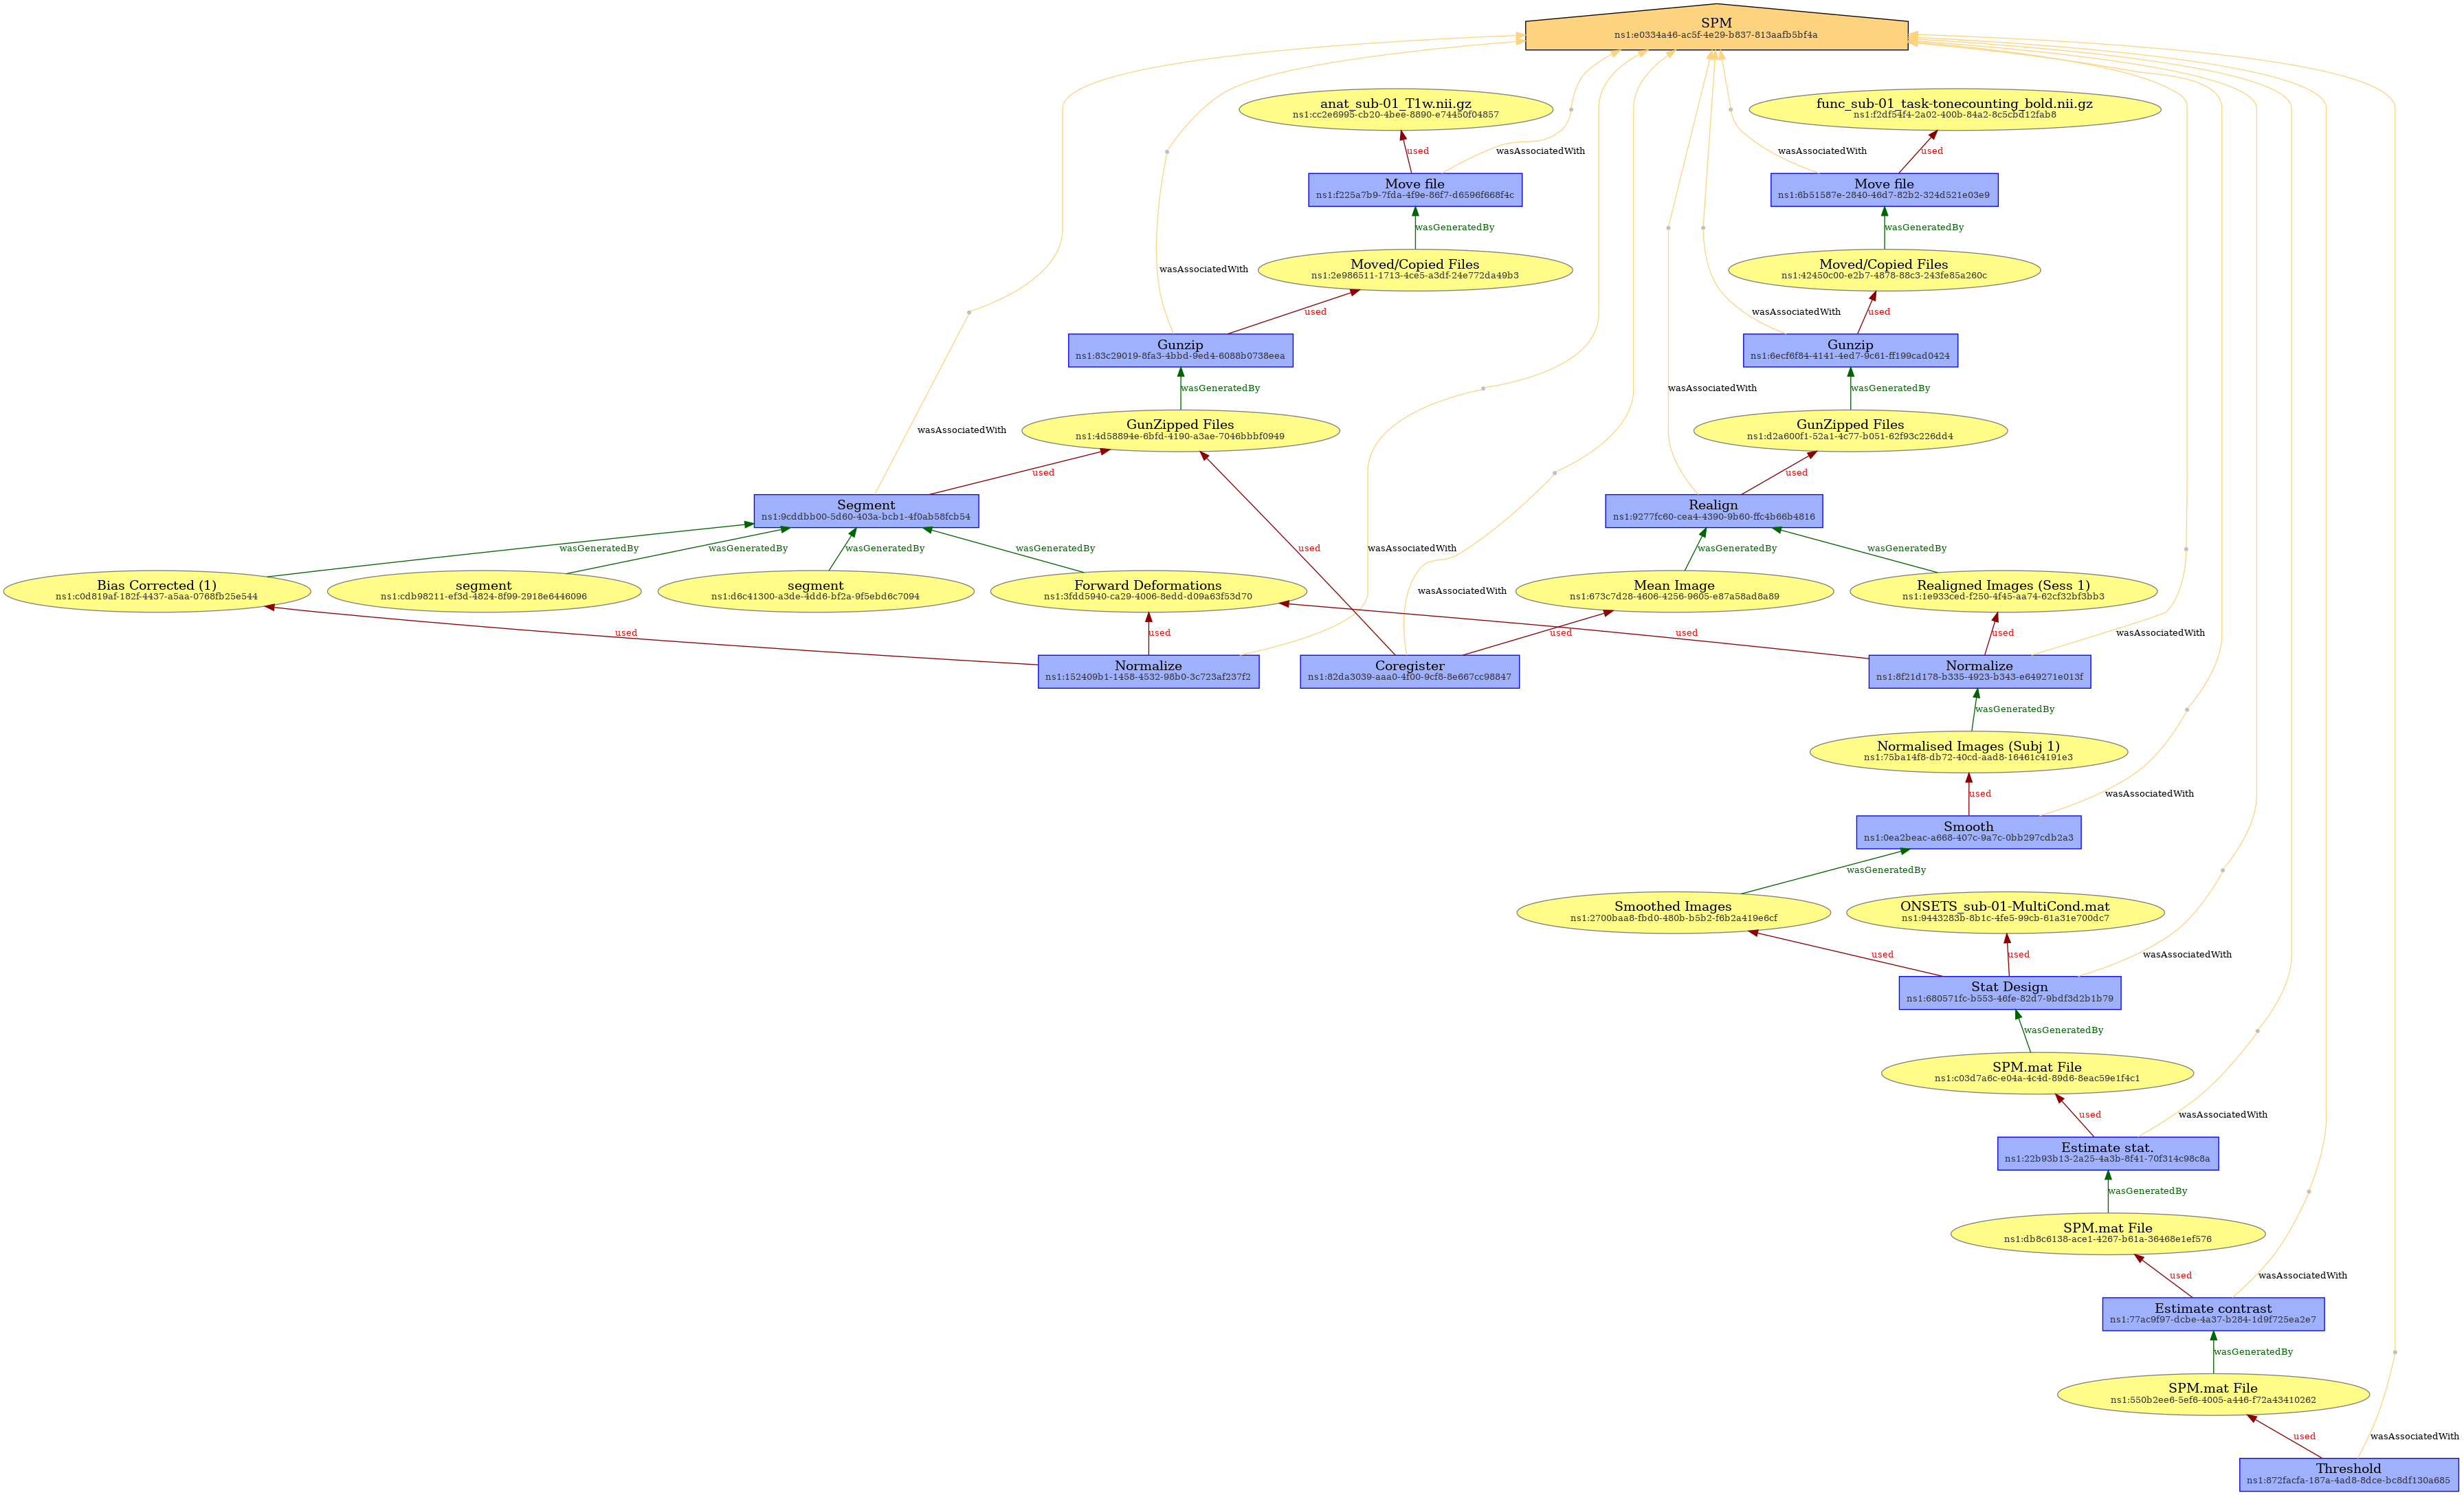 SPM
ns1:e0334a46-ac5f-4e29-b837-813aafb5bf4a
anat_sub-01_T1w.nii.gz
ns1:cc2e6995-cb20-4bee-8890-e74450f04857
func_sub-01_task-tonecounting_bold.nii.gz
ns1:f2df54f4-2a02-400b-84a2-8c5cbd12fab8
used
wasAssociatedWith
wasAssociatedWith
used
Move file
ns1:f225a7b9-7fda-4f9e-86f7-d6596f668f4c
Move file
ns1:6b51587e-2840-46d7-82b2-324d521e03e9
wasGeneratedBy
wasGeneratedBy
wasAssociatedWith
Moved/Copied Files
ns1:2e986511-1713-4ce5-a3df-24e772da49b3
Moved/Copied Files
ns1:42450c00-e2b7-4878-88c3-243fe85a260c
used
wasAssociatedWith
used
Gunzip
ns1:83c29019-8fa3-4bbd-9ed4-6088b0738eea
Gunzip
ns1:6ecf6f84-4141-4ed7-9c61-ff199cad0424
wasGeneratedBy
wasAssociatedWith
wasGeneratedBy
wasAssociatedWith
GunZipped Files
ns1:4d58894e-6bfd-4190-a3ae-7046bbbf0949
GunZipped Files
ns1:d2a600f1-52a1-4c77-b051-62f93c226dd4
used
used
Segment
ns1:9cddbb00-5d60-403a-bcb1-4f0ab58fcb54
Realign
ns1:9277fc60-cea4-4390-9b60-ffc4b66b4816
wasGeneratedBy
wasGeneratedBy
wasGeneratedBy
wasGeneratedBy
used
wasAssociatedWith
wasGeneratedBy
wasGeneratedBy
Bias Corrected (1)
ns1:c0d819af-182f-4437-a5aa-0768fb25e544
segment
ns1:cdb98211-ef3d-4824-8f99-2918e6446096
segment
ns1:d6c41300-a3de-4dd6-bf2a-9f5ebd6c7094
Forward Deformations
ns1:3fdd5940-ca29-4006-8edd-d09a63f53d70
wasAssociatedWith
Mean Image
ns1:673c7d28-4606-4256-9605-e87a58ad8a89
Realigned Images (Sess 1)
ns1:1e933ced-f250-4f45-aa74-62cf32bf3bb3
used
used
used
used
used
wasAssociatedWith
Normalize
ns1:152409b1-1458-4532-98b0-3c723af237f2
Coregister
ns1:82da3039-aaa0-4f00-9cf8-8e667cc98847
Normalize
ns1:8f21d178-b335-4923-b343-e649271e013f
wasGeneratedBy
Normalised Images (Subj 1)
ns1:75ba14f8-db72-40cd-aad8-16461c4191e3
used
wasAssociatedWith
Smooth
ns1:0ea2beac-a668-407c-9a7c-0bb297cdb2a3
wasGeneratedBy
Smoothed Images
ns1:2700baa8-fbd0-480b-b5b2-f6b2a419e6cf
ONSETS_sub-01-MultiCond.mat
ns1:9443283b-8b1c-4fe5-99cb-61a31e700dc7
used
used
wasAssociatedWith
Stat Design
ns1:680571fc-b553-46fe-82d7-9bdf3d2b1b79
wasGeneratedBy
SPM.mat File
ns1:c03d7a6c-e04a-4c4d-89d6-8eac59e1f4c1
used
wasAssociatedWith
Estimate stat.
ns1:22b93b13-2a25-4a3b-8f41-70f314c98c8a
wasGeneratedBy
SPM.mat File
ns1:db8c6138-ace1-4267-b61a-36468e1ef576
used
wasAssociatedWith
Estimate contrast
ns1:77ac9f97-dcbe-4a37-b284-1d9f725ea2e7
wasGeneratedBy
SPM.mat File
ns1:550b2ee6-5ef6-4005-a446-f72a43410262
used
wasAssociatedWith
Threshold
ns1:872facfa-187a-4ad8-8dce-bc8df130a685